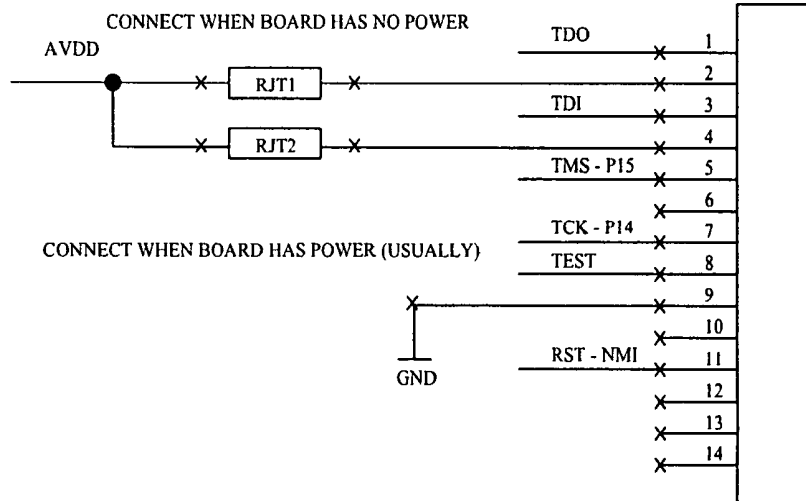 CONNECT WHEN BOARD HAS NO POWER
AVDD
TDO
1
RJT1
2
TDI
3
RJT2
4
TMS - P15
5
6
TCK - P14
7
CONNECT WHEN BOARD HAS POWER (USUALLY)
TEST
8
9
10
RST - NMI
11
GND
12
13
14